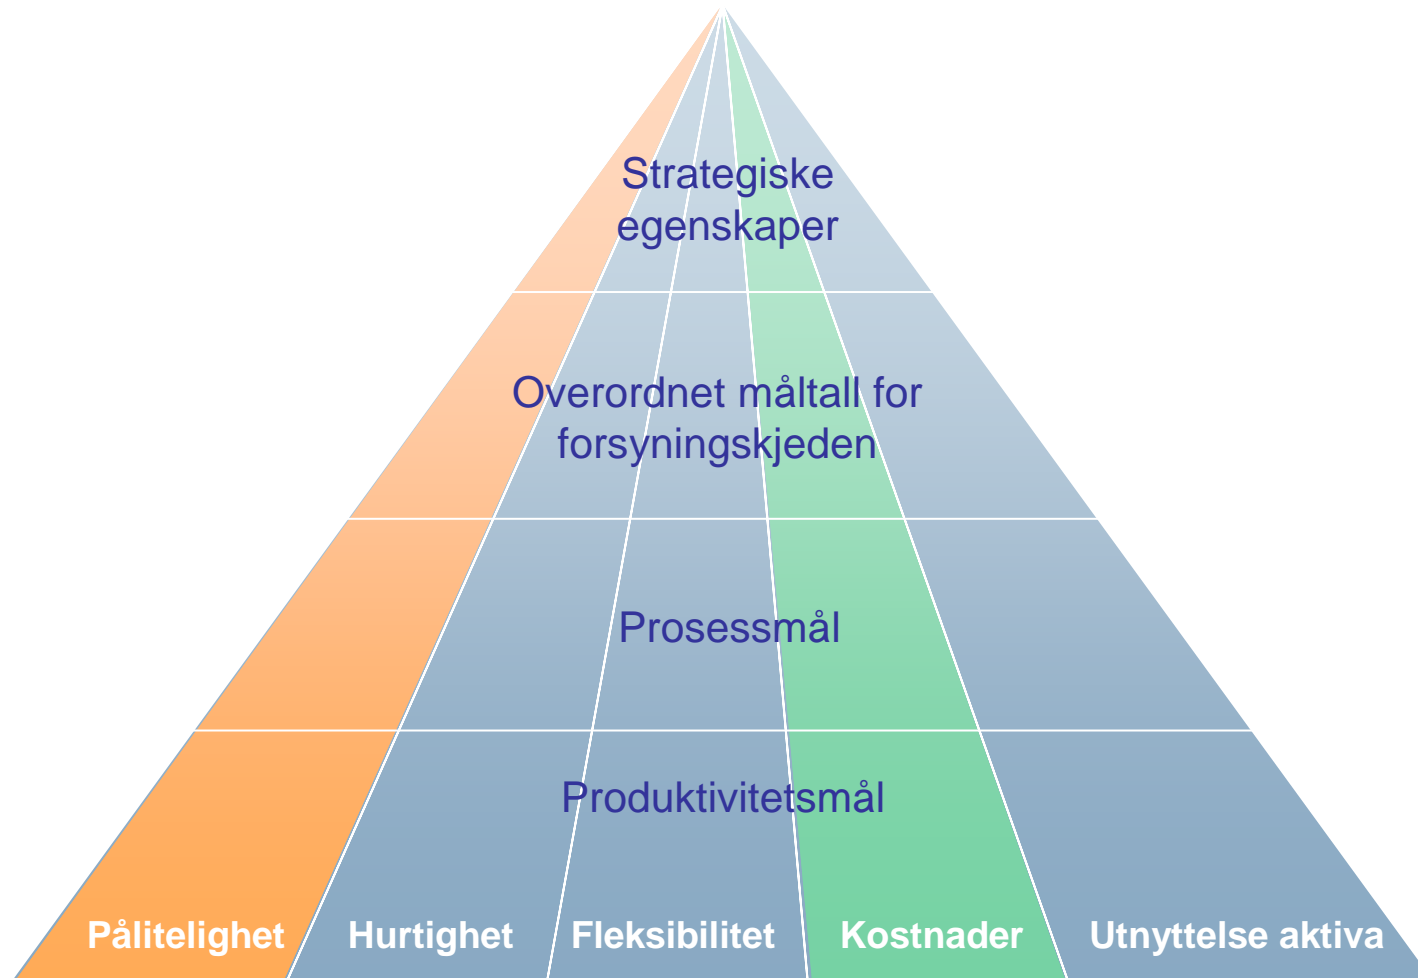 Strategiske
egenskaper
Overordnet måltall for
forsyningskjeden
Prosessmål
Produktivitetsmål
Pålitelighet Hurtighet Fleksibilitet Kostnader Utnyttelse aktiva